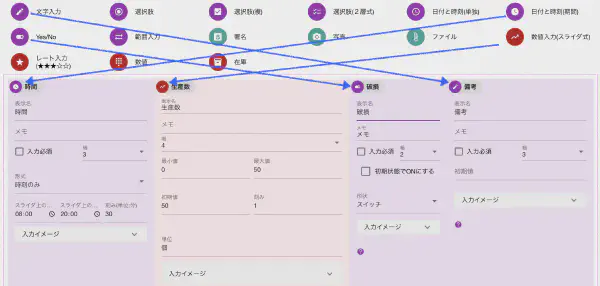 文字入力 選択肢 選択肢(複) 選択肢(2層式) 日付と時刻(単独) 日付と時刻(期間)
Yes/No 範囲入力 署名 写真 ファイル 数値入力(スライダ式)
レート入力 (★★★☆☆) 数値 在庫
時間 生産数 破損 備考
表示名 表示名 表示名 表示名
時間 生産数 破損 備考
メモ メモ メモ メモ
メモ
入力必須 幅 3
幅 4
入力必須 幅 2
入力必須 幅 3
最小値 最大値
0 50
初期状態でONにする
初期値
形式
時刻のみ
形状
スイッチ
入力イメージ
スライダ上の... スライダ上の... 刻み(単位:分)
08:00 20:00 30
初期値 刻み
50 1
入力イメージ
入力イメージ
単位
個
入力イメージ